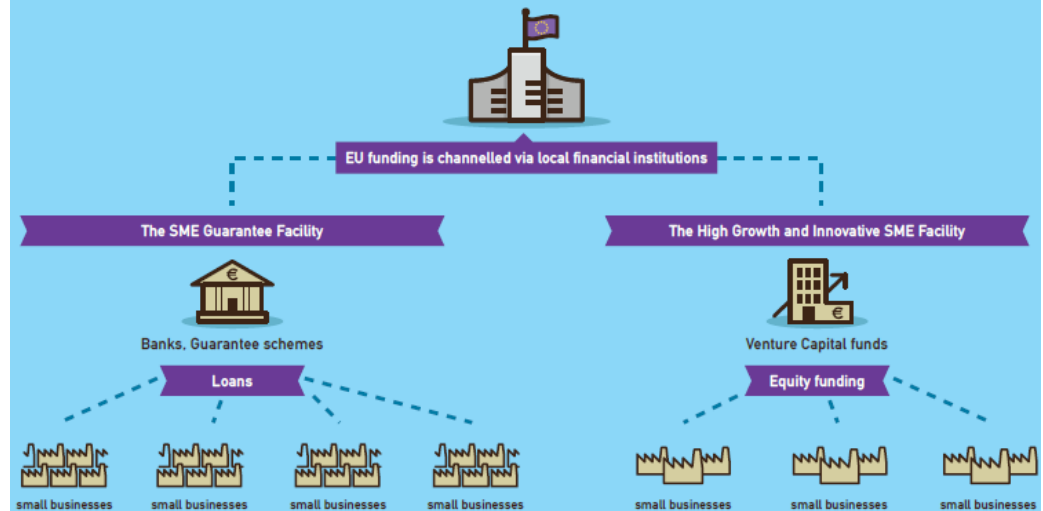 EU funding is channelled via local financial institutions
The SME Guarantee Facility
The High Growth and Innovative SME Facility
€
€
Banks, Guarantee schemes
Venture Capital funds
Loans
Equity funding
small businesses
small businesses
small businesses
small businesses
small businesses
small businesses
small businesses